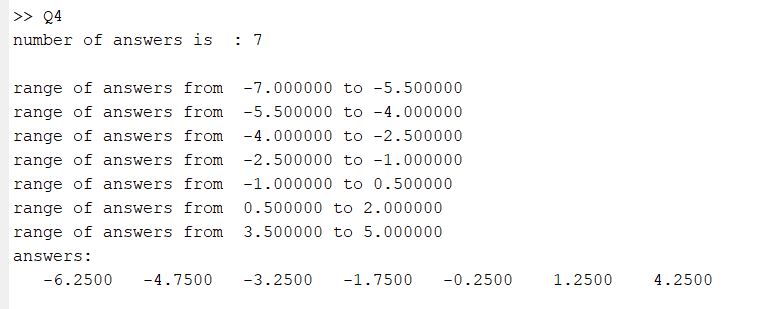 >> Q4
number of answers is  : 7
range of answers from  -7.000000 to -5.500000
range of answers from  -5.500000 to -4.000000
range of answers from  -4.000000 to -2.500000
range of answers from  -2.500000 to -1.000000
range of answers from  -1.000000 to 0.500000
range of answers from  0.500000 to 2.000000
range of answers from  3.500000 to 5.000000
answers:
-6.2500   -4.7500   -3.2500   -1.7500   -0.2500    1.2500    4.2500